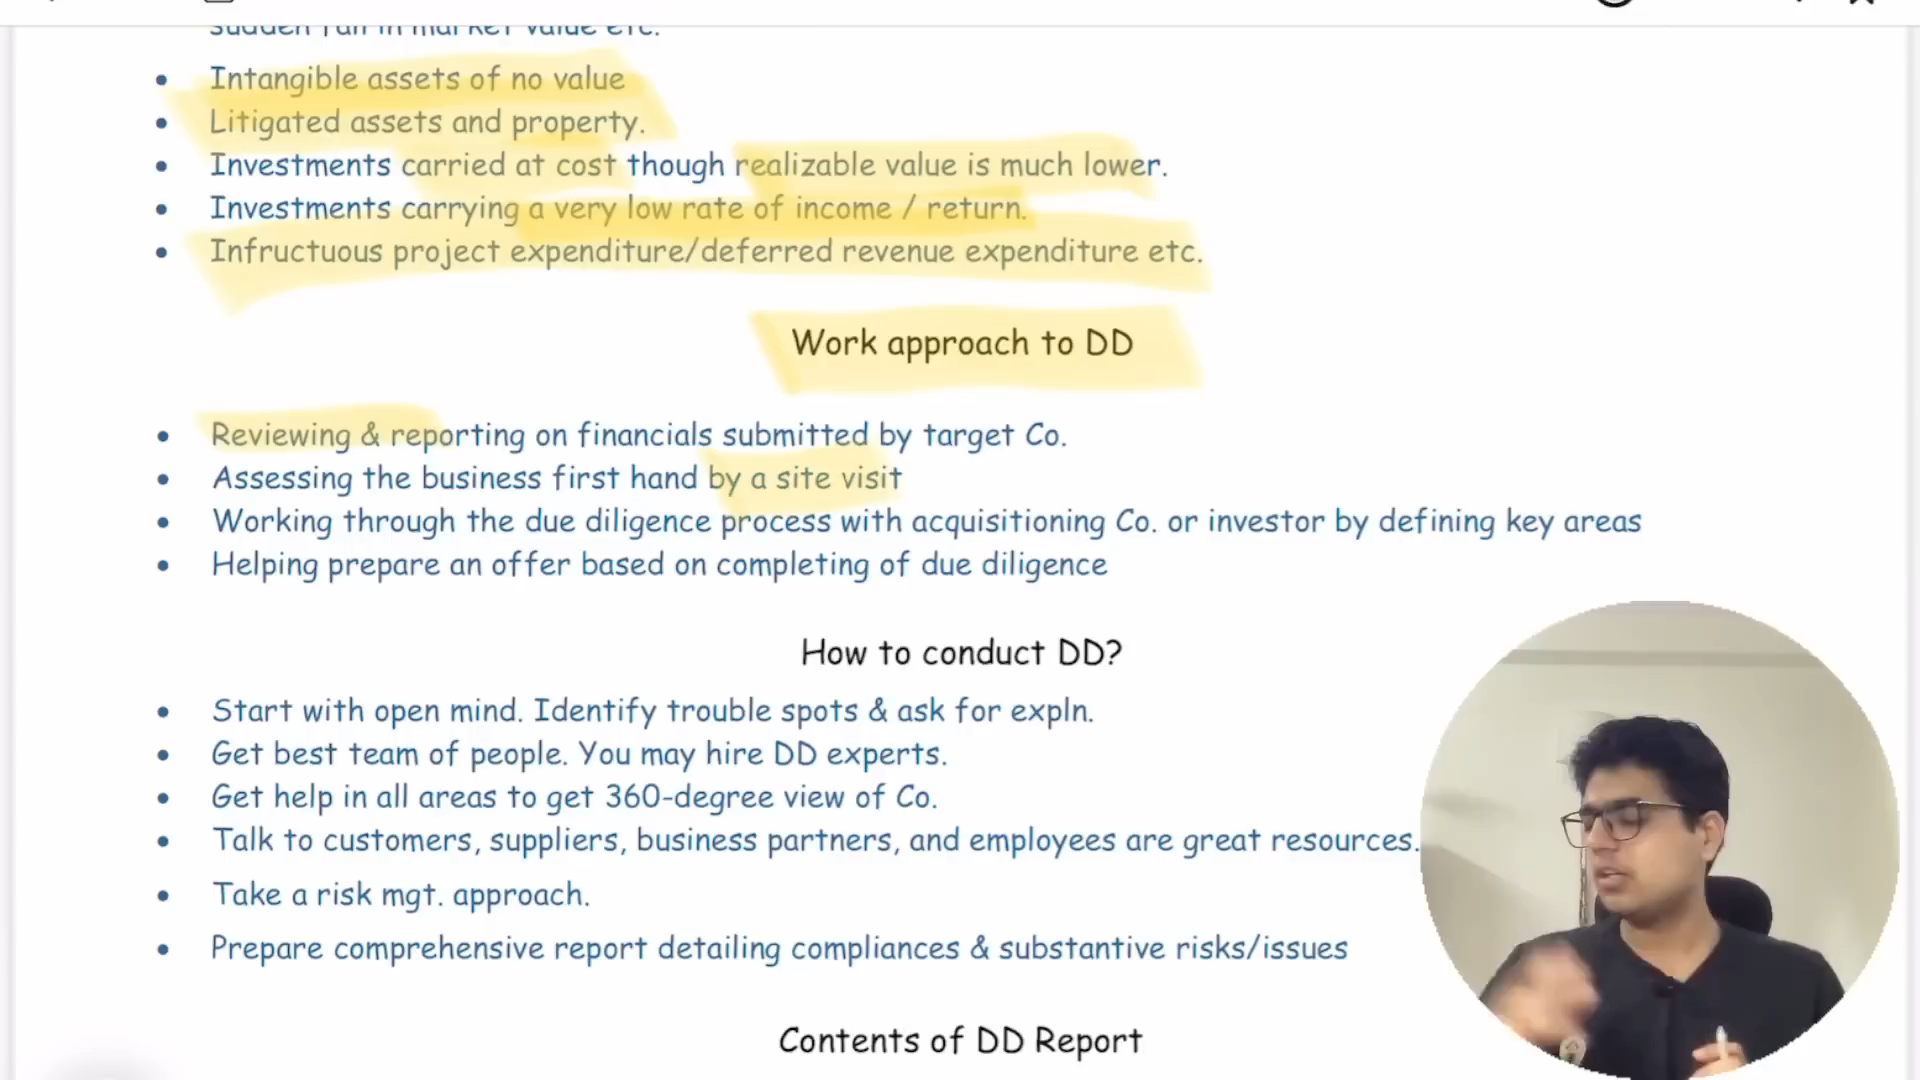 sudden fall in market value etc.
• Intangible assets of no value
• Litigated assets and property.
• Investments carried at cost though realizable value is much lower.
• Investments carrying a very low rate of income / return.
• Infructuous project expenditure/deferred revenue expenditure etc.
Work approach to DD
• Reviewing & reporting on financials submitted by target Co.
• Assessing the business first hand by a site visit
• Working through the due diligence process with acquisitioning Co. or investor by defining key areas
• Helping prepare an offer based on completing of due diligence
How to conduct DD?
• Start with open mind. Identify trouble spots & ask for expln.
• Get best team of people. You may hire DD experts.
• Get help in all areas to get 360-degree view of Co.
• Talk to customers, suppliers, business partners, and employees are great resources.
• Take a risk mgt. approach.
• Prepare comprehensive report detailing compliances & substantive risks/issues
Contents of DD Report